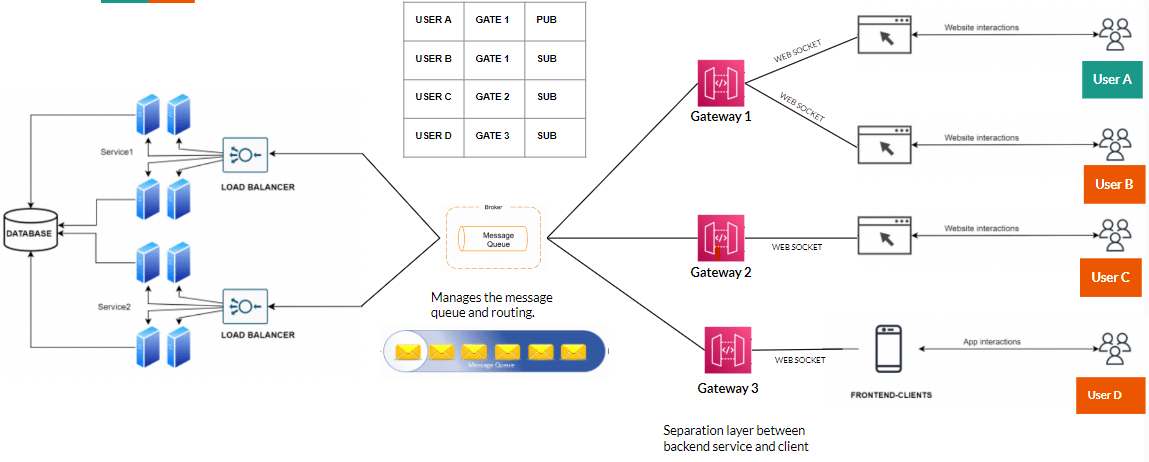 USER A GATE 1 PUB
USER B GATE 1 SUB
USER C GATE 2 SUB
USER D GATE 3 SUB
Service1
LOAD BALANCER
DATABASE
Service2
LOAD BALANCER
Broker
Message
Queue
Manages the message
queue and routing.
Message Queue
Gateway 1
WEB SOCKET
WEB SOCKET
Website interactions
User A
Website interactions
User B
Gateway 2
WEB SOCKET
Website interactions
User C
Gateway 3
WEB SOCKET
App interactions
FRONTEND-CLIENTS
User D
Separation layer between
backend service and client